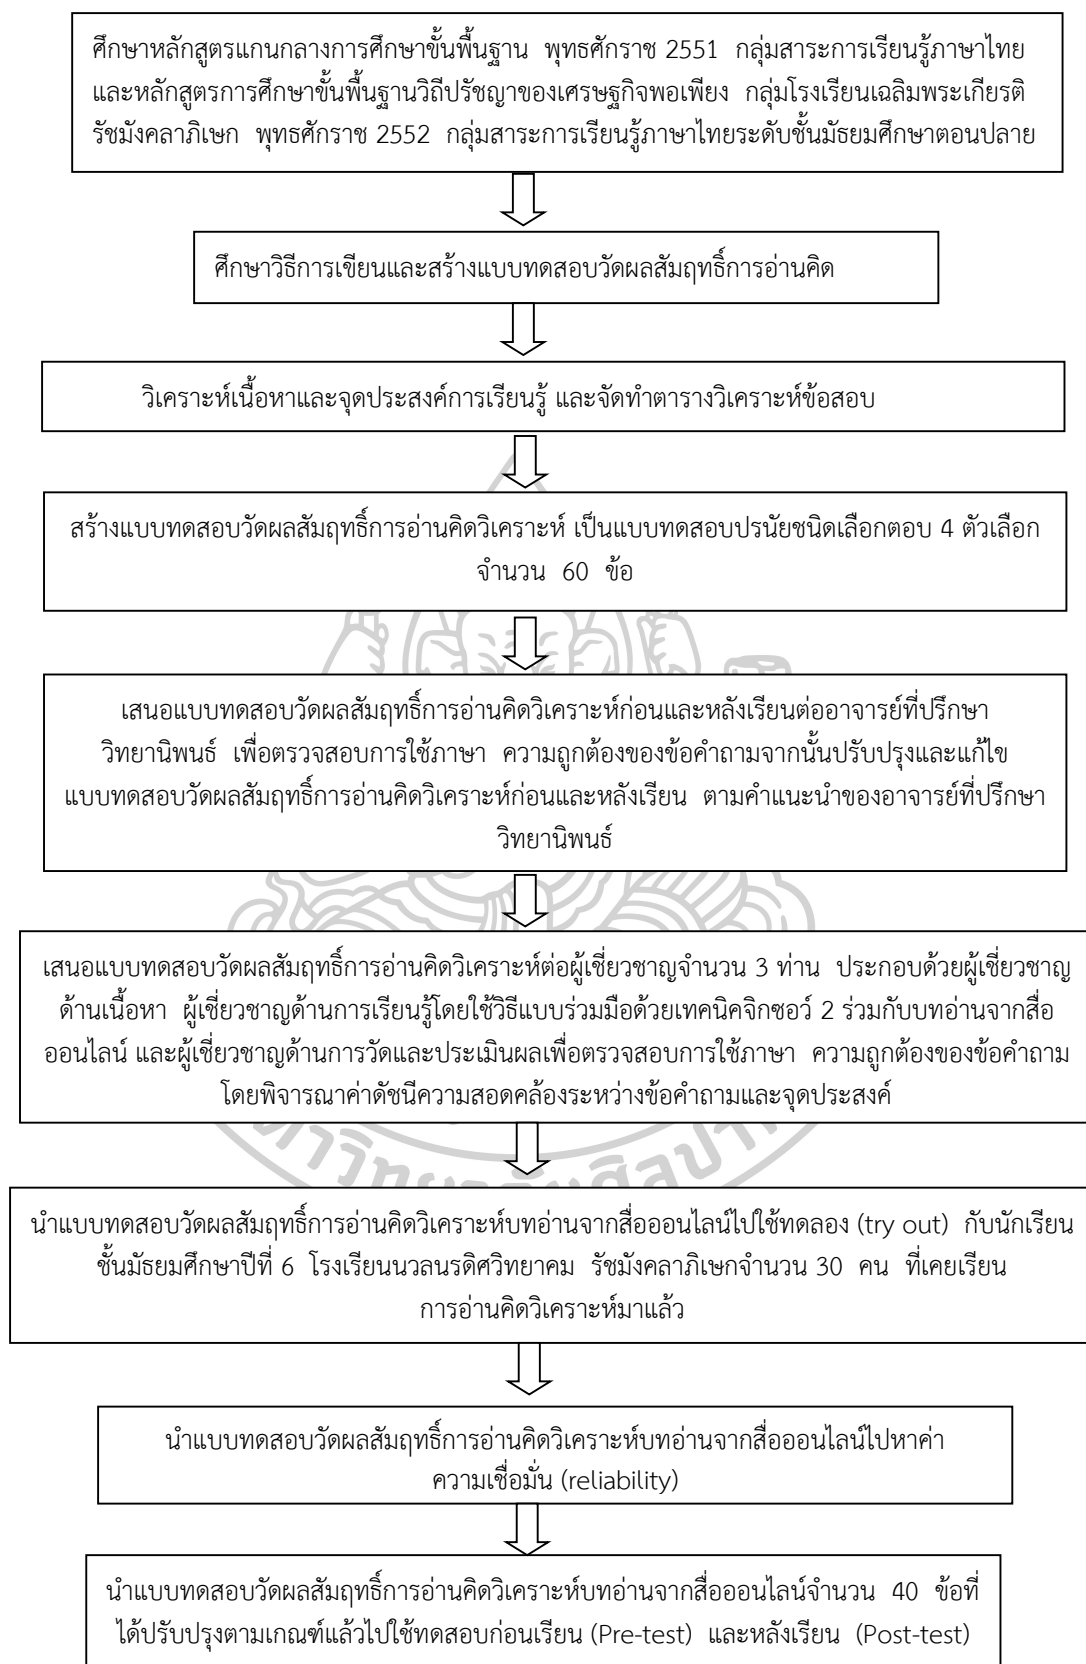 ศึกษาหลักสูตรแกนกลางการศึกษาขั้นพื้นฐาน พุทธศักราช 2551 กลุ่มสาระการเรียนรู้ภาษาไทย
และหลักสูตรการศึกษาขั้นพื้นฐานวิถีปรัชญาของเศรษฐกิจพอเพียง กลุ่มโรงเรียนเฉลิมพระเกียรติ
รัชมังคลาภิเษก พุทธศักราช 2552 กลุ่มสาระการเรียนรู้ภาษาไทยระดับชั้นมัธยมศึกษาตอนปลาย
ศึกษาวิธีการเขียนและสร้างแบบทดสอบวัดผลสัมฤทธิ์การอ่านคิด
วิเคราะห์เนื้อหาและจุดประสงค์การเรียนรู้ และจัดทำตารางวิเคราะห์ข้อสอบ
สร้างแบบทดสอบวัดผลสัมฤทธิ์การอ่านคิดวิเคราะห์ เป็นแบบทดสอบปรนัยชนิดเลือกตอบ 4 ตัวเลือก
จำนวน 60 ข้อ
เสนอแบบทดสอบวัดผลสัมฤทธิ์การอ่านคิดวิเคราะห์ก่อนและหลังเรียนต่ออาจารย์ที่ปรึกษา
วิทยานิพนธ์ เพื่อตรวจสอบการใช้ภาษา ความถูกต้องของข้อคำถามจากนั้นปรับปรุงและแก้ไข
แบบทดสอบวัดผลสัมฤทธิ์การอ่านคิดวิเคราะห์ก่อนและหลังเรียน ตามคำแนะนำของอาจารย์ที่ปรึกษา
วิทยานิพนธ์
เสนอแบบทดสอบวัดผลสัมฤทธิ์การอ่านคิดวิเคราะห์ต่อผู้เชี่ยวชาญจำนวน 3 ท่าน ประกอบด้วยผู้เชี่ยวชาญ
ด้านเนื้อหา ผู้เชี่ยวชาญด้านการเรียนรู้โดยใช้วิธีแบบร่วมมือด้วยเทคนิคจิกซอว์ 2 ร่วมกับบทอ่านจากสื่อ
ออนไลน์ และผู้เชี่ยวชาญด้านการวัดและประเมินผลเพื่อตรวจสอบการใช้ภาษา ความถูกต้องของข้อคำถาม
โดยพิจารณาค่าดัชนีความสอดคล้องระหว่างข้อคำถามและจุดประสงค์
นำแบบทดสอบวัดผลสัมฤทธิ์การอ่านคิดวิเคราะห์บทอ่านจากสื่อออนไลน์ไปใช้ทดลอง (try out) กับนักเรียน
ชั้นมัธยมศึกษาปีที่ 6 โรงเรียนนวลนรดิศวิทยาคม รัชมังคลาภิเษกจำนวน 30 คน ที่เคยเรียน
การอ่านคิดวิเคราะห์มาแล้ว
นำแบบทดสอบวัดผลสัมฤทธิ์การอ่านคิดวิเคราะห์บทอ่านจากสื่อออนไลน์ไปหาค่า
ความเชื่อมั่น (reliability)
นำแบบทดสอบวัดผลสัมฤทธิ์การอ่านคิดวิเคราะห์บทอ่านจากสื่อออนไลน์จำนวน 40 ข้อที่
ได้ปรับปรุงตามเกณฑ์แล้วไปใช้ทดสอบก่อนเรียน (Pre-test) และหลังเรียน (Post-test)